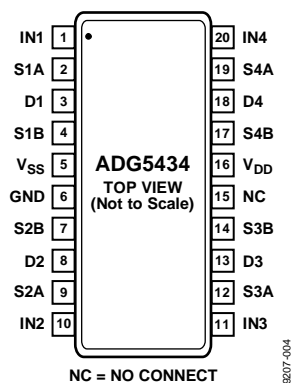 IN1 1 20 IN4
S1A 2 19 S4A
D1 3 18 D4
S1B 4 17 S4B
VSS 5 16 VDD
GND 6 15 NC
S2B 7 14 S3B
D2 8 13 D3
S2A 9 12 S3A
IN2 10 11 IN3
ADG5434
TOP VIEW
(Not to Scale)
NC = NO CONNECT
9207-004